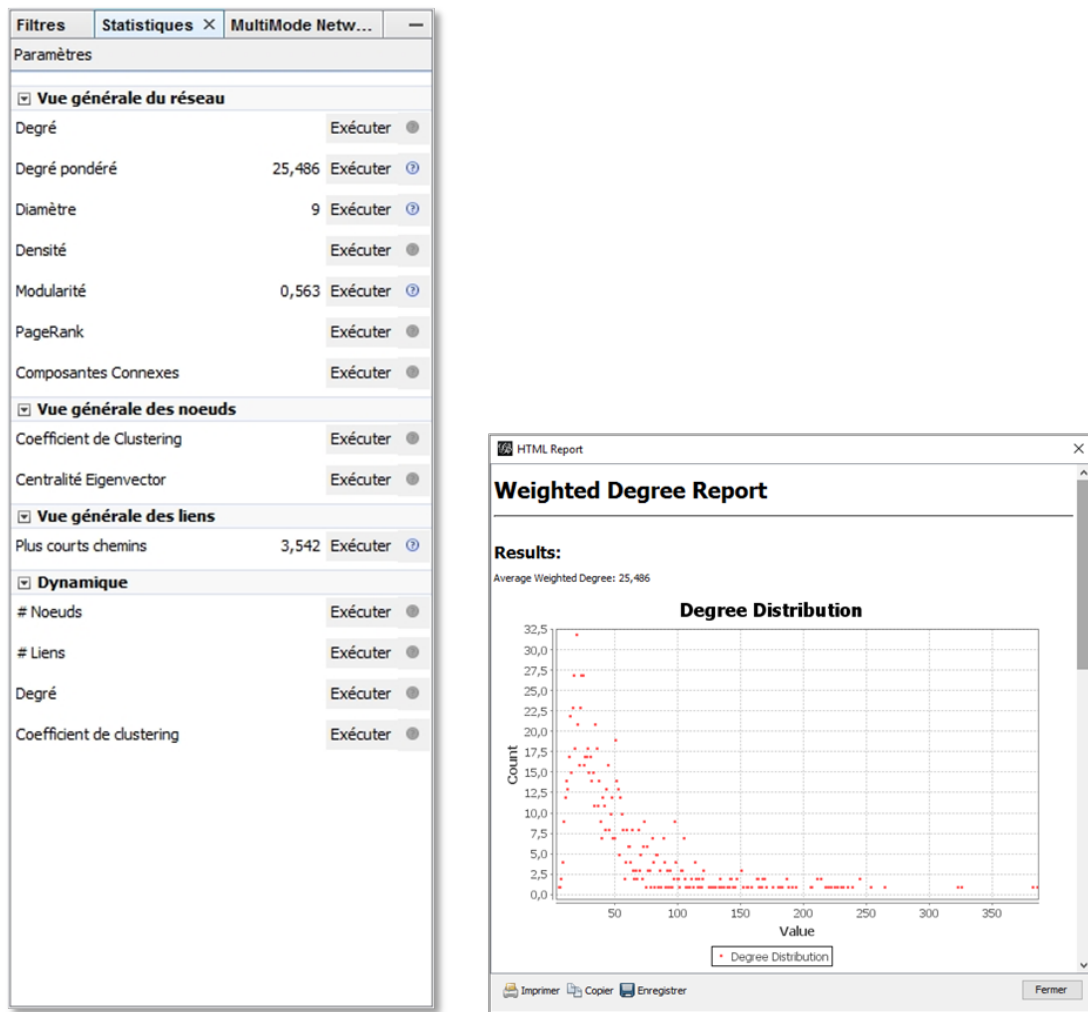 Filtres Statistiques × MultiMode Netw... –
Paramètres
Vue générale du réseau
Degré Exécuter
Degré pondéré 25,486 Exécuter ?
Diamètre 9 Exécuter ?
Densité Exécuter
Modularité 0,563 Exécuter ?
PageRank Exécuter
Composantes Connexes Exécuter
Vue générale des noeuds
Coefficient de Clustering Exécuter
Centralité Eigenvector Exécuter
Vue générale des liens
Plus courts chemins 3,542 Exécuter ?
Dynamique
# Noeuds Exécuter
# Liens Exécuter
Degré Exécuter
Coefficient de clustering Exécuter
HTML Report
Weighted Degree Report
Results:
Average Weighted Degree: 25,486
Degree Distribution
32,5
30,0
27,5
25,0
22,5
20,0
17,5
15,0
12,5
10,0
7,5
5,0
2,5
0,0
Count
50 100 150 200 250 300 350
Value
Degree Distribution
Imprimer Copier Enregistrer Fermer